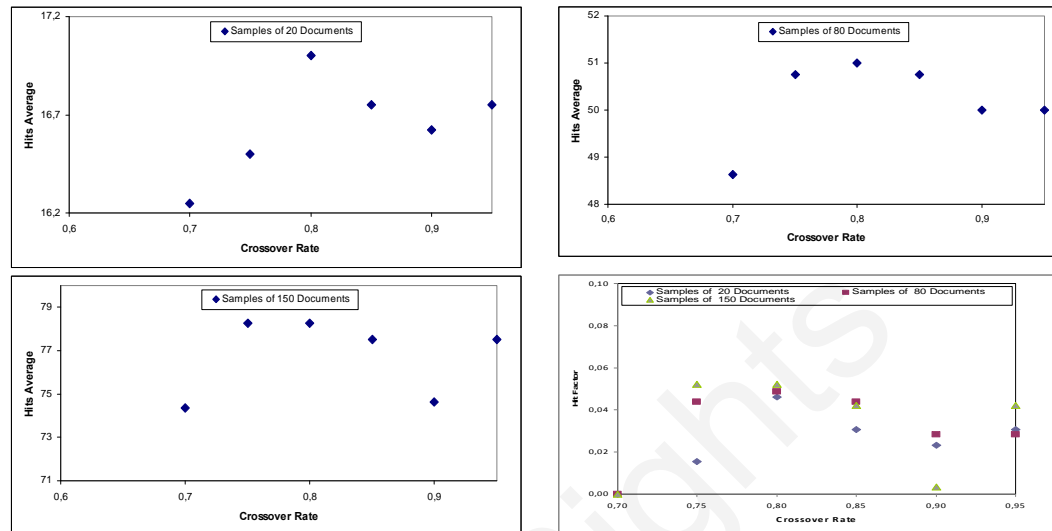 Samples of 20 Documents
17,2
16,7
16,2
Hits Average
0,6 0,7 0,8 0,9
Crossover Rate
Samples of 80 Documents
52
51
50
49
48
Hits Average
0,6 0,7 0,8 0,9
Crossover Rate
Samples of 150 Documents
79
77
75
73
71
Hits Average
0,6 0,7 0,8 0,9
Crossover Rate
Samples of 20 Documents Samples of 80 Documents
Samples of 150 Documents
0,10
0,08
0,06
0,04
0,02
0,00
Hit Factor
0,70 0,75 0,80 0,85 0,90 0,95
Crossover Rate
ights